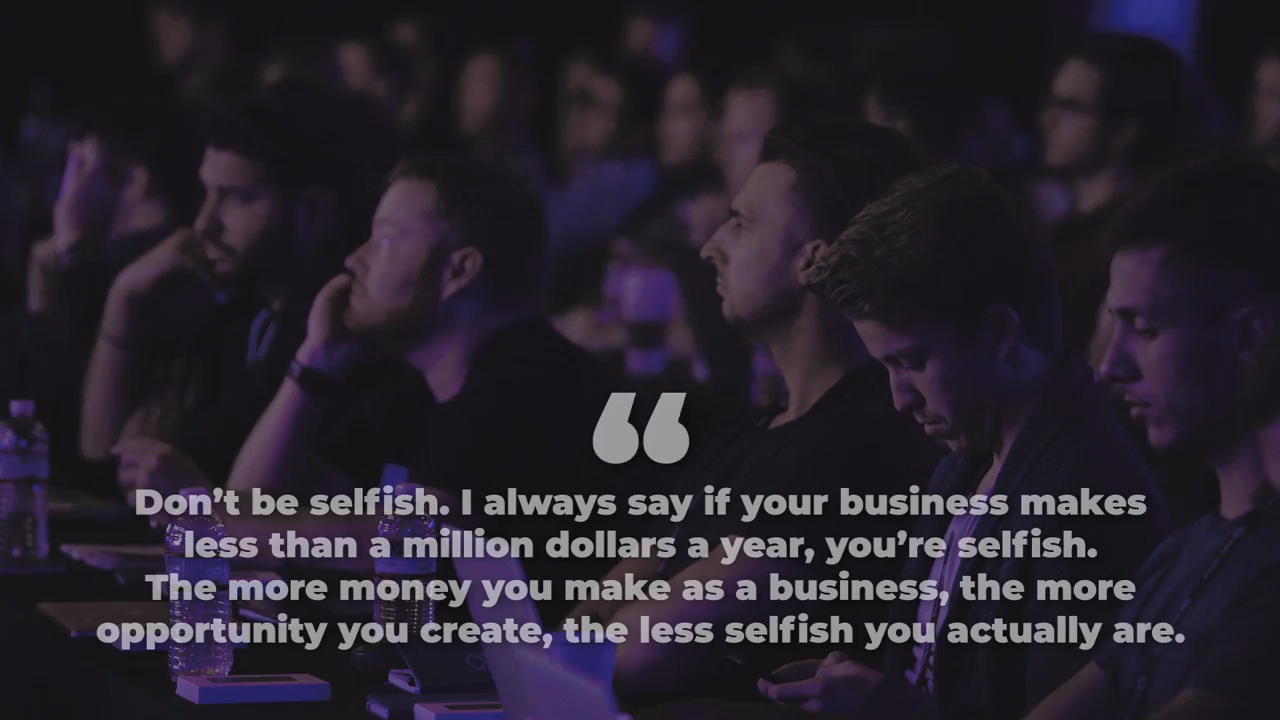 “
Don’t be selfish. I always say if your business makes
less than a million dollars a year, you’re selfish.
The more money you make as a business, the more
opportunity you create, the less selfish you actually are.